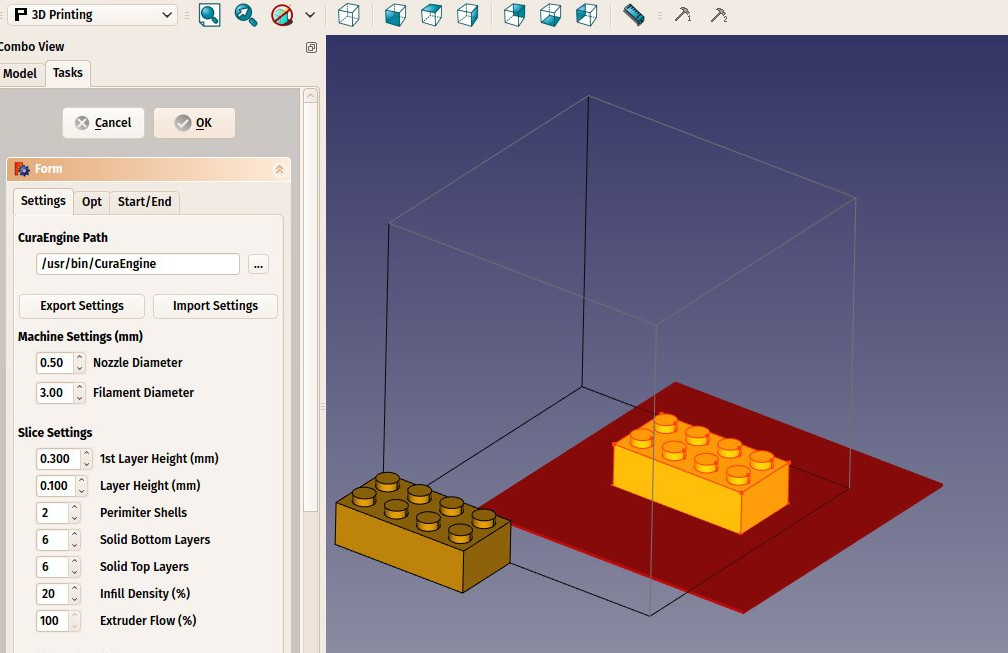 3D Printing
1
2
Combo View
Model
Tasks
Cancel
OK
Form
Settings
Opt
Start/End
CuraEngine Path
/usr/bin/CuraEngine
...
Export Settings
Import Settings
Machine Settings (mm)
0.50 Nozzle Diameter
3.00 Filament Diameter
Slice Settings
0.300 1st Layer Height (mm)
0.100 Layer Height (mm)
2 Perimiter Shells
6 Solid Bottom Layers
6 Solid Top Layers
20 Infill Density (%)
100 Extruder Flow (%)